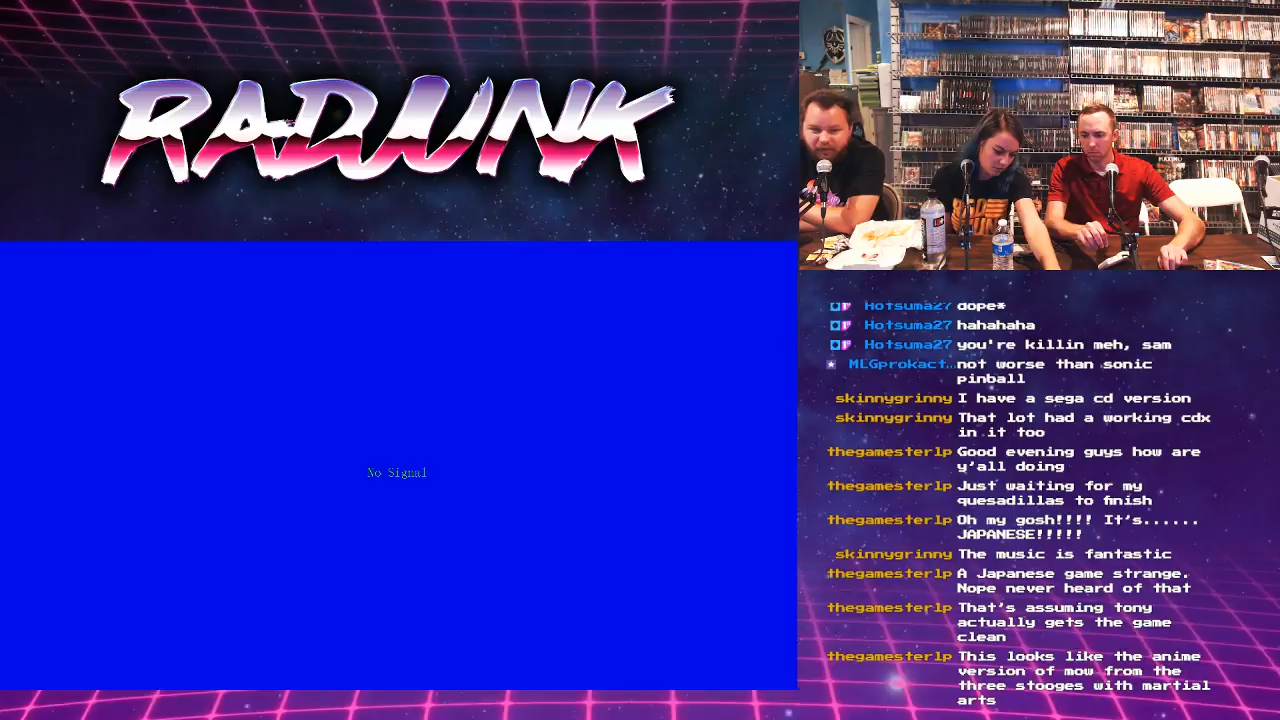 RADJUNK
No Signal
Hotsuma27 dope*
Hotsuma27 hahahaha
Hotsuma27 you're killin meh, sam
MLGprokact... not worse than sonic
pinball
skinnygrinny I have a sega cd version
skinnygrinny That lot had a working cdx
in it too
thegamesterlp Good evening guys how are
y'all doing
thegamesterlp Just waiting for my
quesadillas to finish
thegamesterlp Oh my gosh!!!! It's......
JAPANESE!!!!!
skinnygrinny The music is fantastic
thegamesterlp A Japanese game strange.
Nope never heard of that
thegamesterlp That's assuming tony
actually gets the game
clean
thegamesterlp This looks like the anime
version of mow from the
three stooges with martial
arts